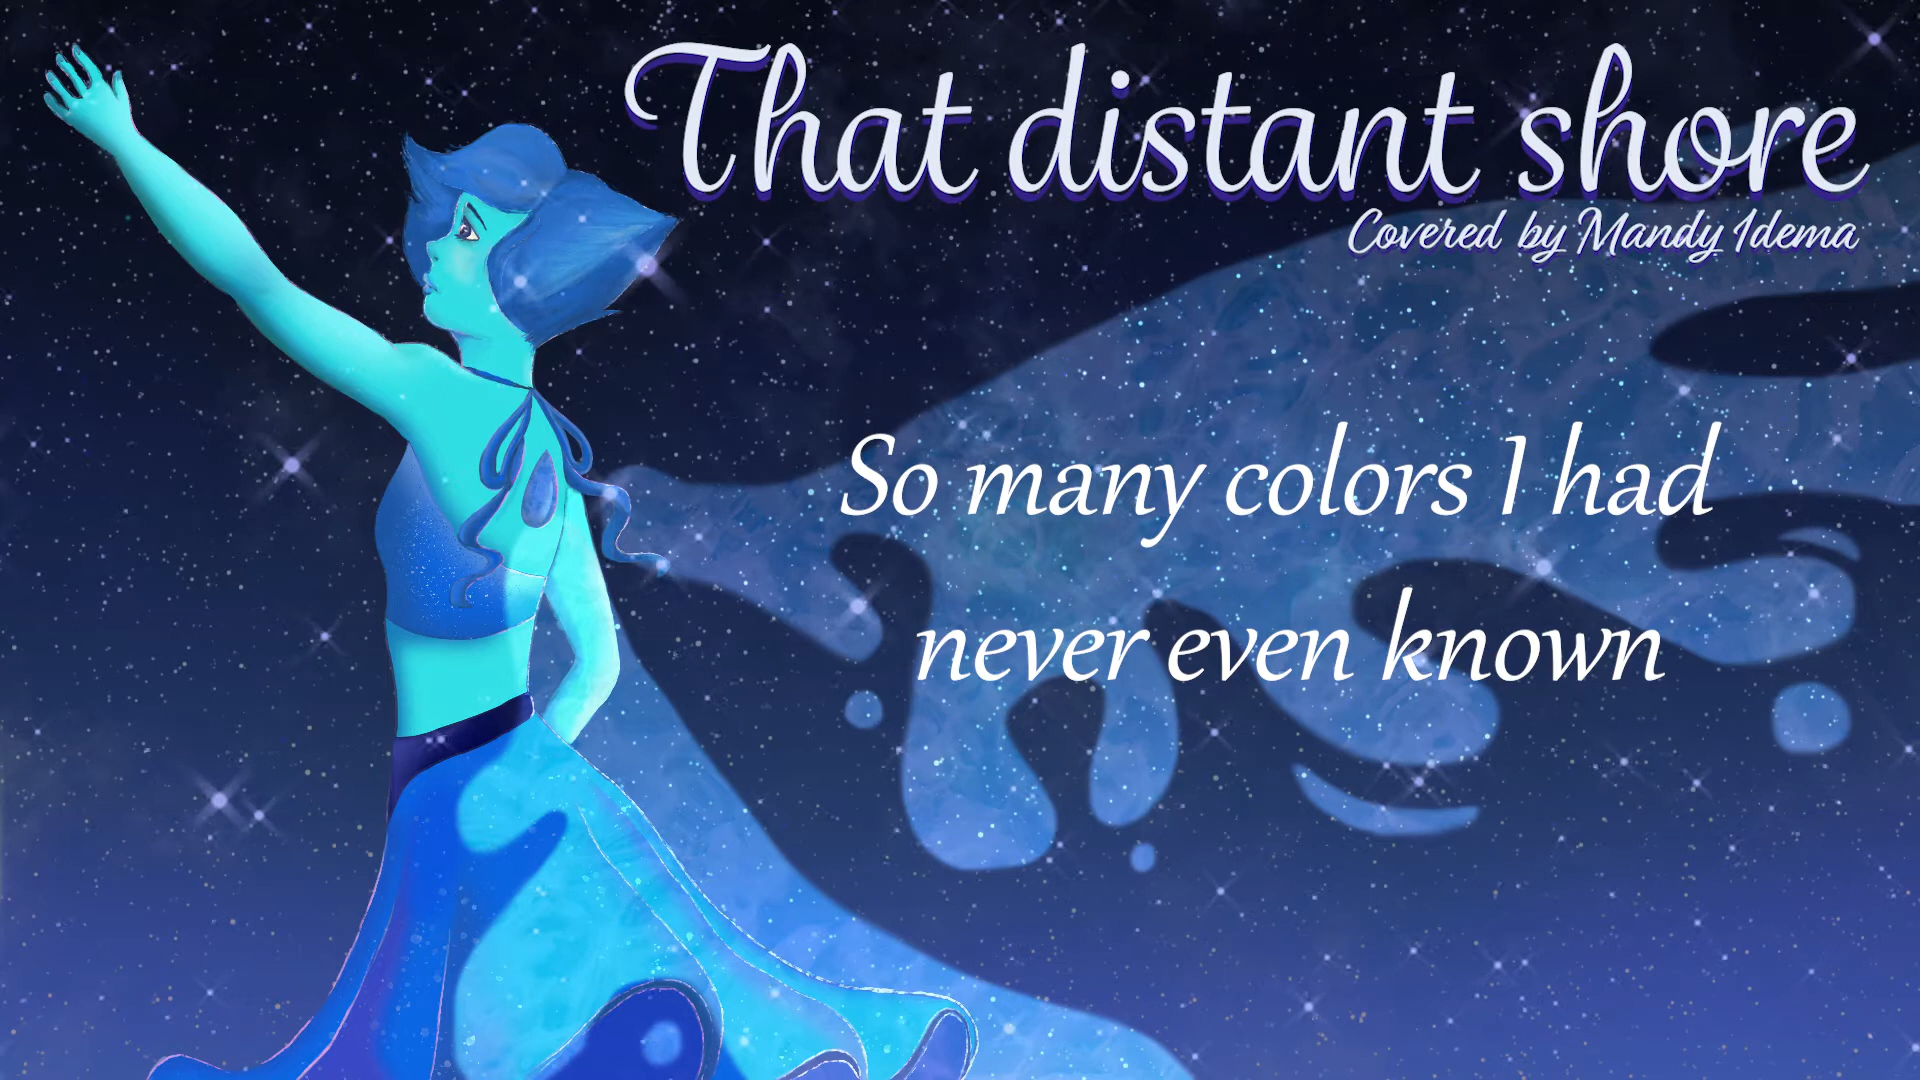 That distant shore
Covered by Mandy Idema
So many colors I had
never even known